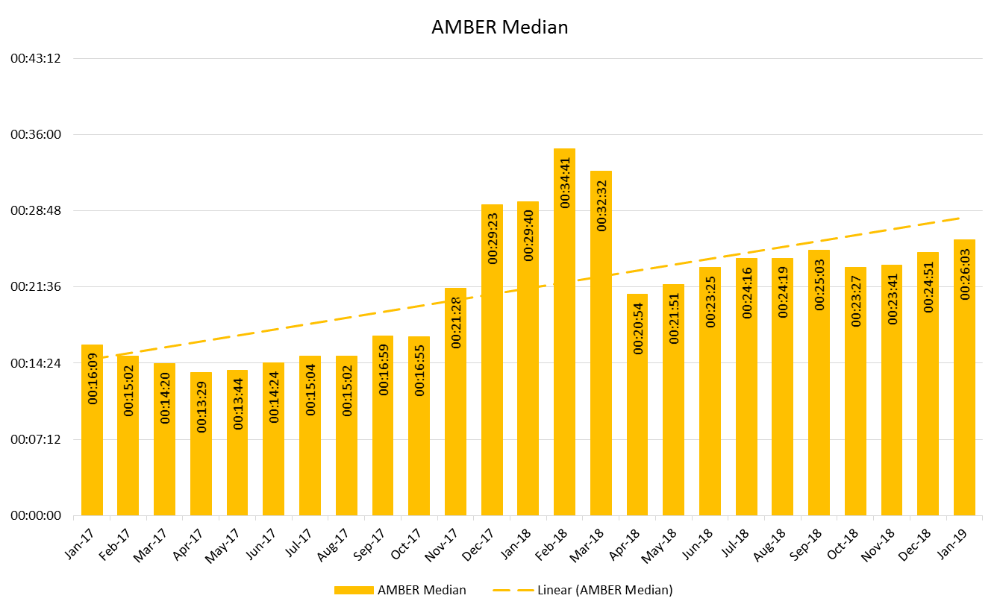 AMBER Median
00:43:12
00:36:00
00:28:48
00:21:36
00:14:24
00:07:12
00:00:00
00:16:09
00:15:02
00:14:20
00:13:29
00:13:44
00:14:24
00:15:04
00:15:02
00:16:59
00:16:55
00:21:28
00:29:23
00:29:40
00:34:41
00:32:32
00:20:54
00:21:51
00:23:25
00:24:16
00:24:19
00:25:03
00:23:27
00:23:41
00:24:51
00:26:03
Jan-17
Feb-17
Mar-17
Apr-17
May-17
Jun-17
Jul-17
Aug-17
Sep-17
Oct-17
Nov-17
Dec-17
Jan-18
Feb-18
Mar-18
Apr-18
May-18
Jun-18
Jul-18
Aug-18
Sep-18
Oct-18
Nov-18
Dec-18
Jan-19
AMBER Median
Linear (AMBER Median)